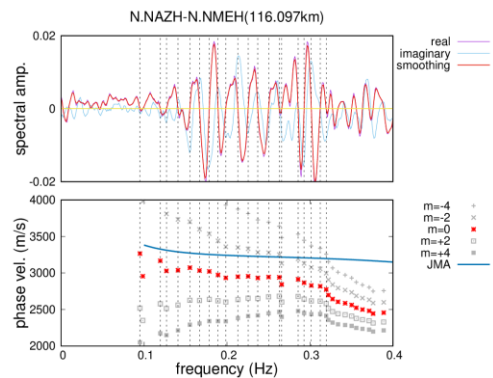 N.NAZH-N.NMEH(116.097km)
0.02
0
-0.02
spectral amp.
real
imaginary
smoothing
4000
3500
3000
2500
2000
phase vel.
(m/s)
m=-4
m=-2
m=0
m=+2
m=+4
JMA
0
0.1
0.2
0.3
0.4
frequency (Hz)